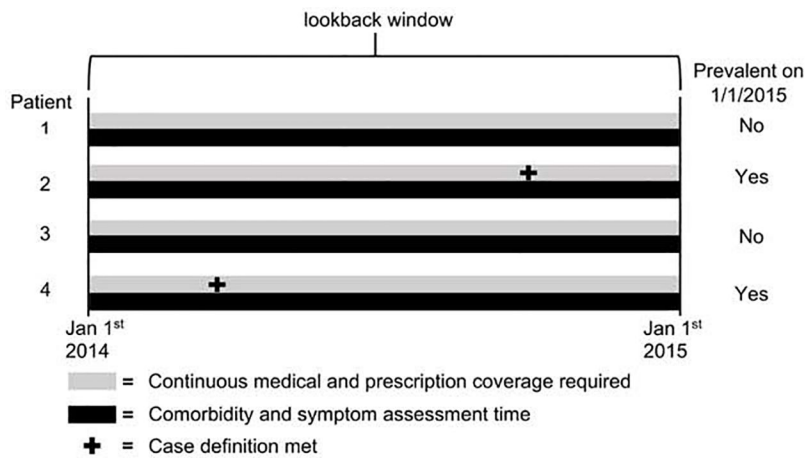 lookback window
Prevalent on
1/1/2015
Patient
1
No
2
Yes
3
No
4
Yes
Jan 1st
2014
Jan 1st
2015
= Continuous medical and prescription coverage required
= Comorbidity and symptom assessment time
+ = Case definition met